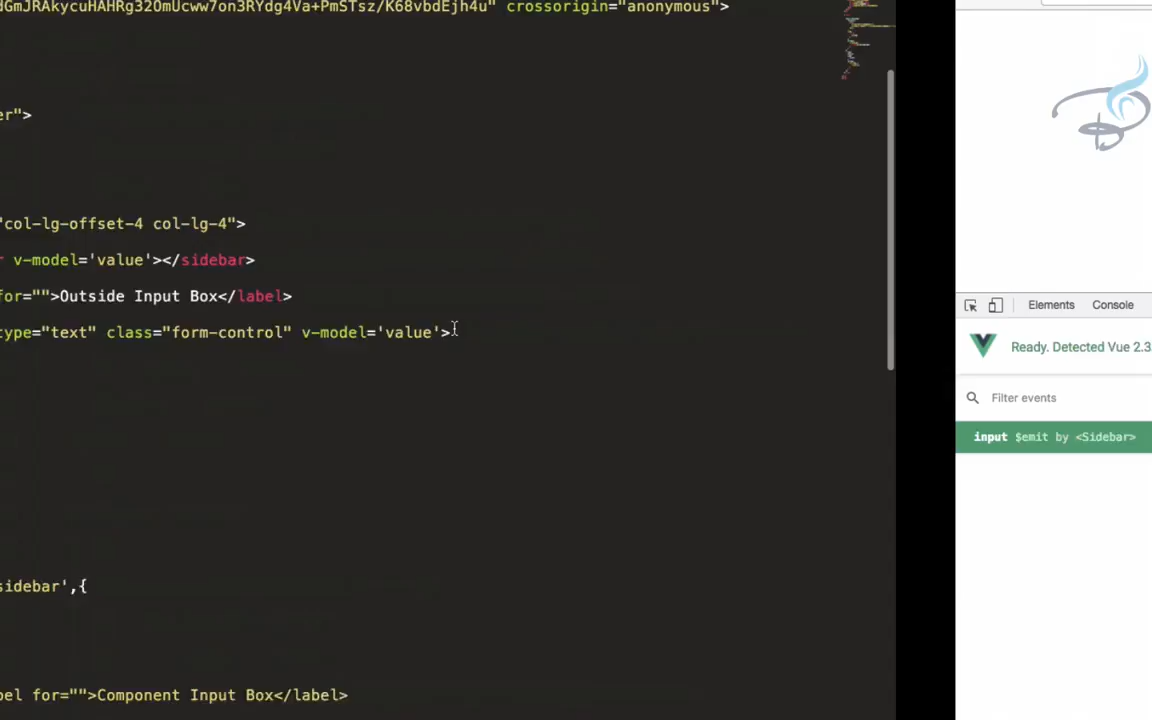 dGmJRAkycuHAHRg32OmUcww7on3RYdg4Va+PmSTsz/K68vbdEjh4u" crossorigin="anonymous">
er">
"col-lg-offset-4 col-lg-4">
r v-model='value'></sidebar>
for="">Outside Input Box</label>
type="text" class="form-control" v-model='value'>
sidebar',{
bel for="">Component Input Box</label>
Elements Console
Ready. Detected Vue 2.3
Filter events
input $emit by <Sidebar>